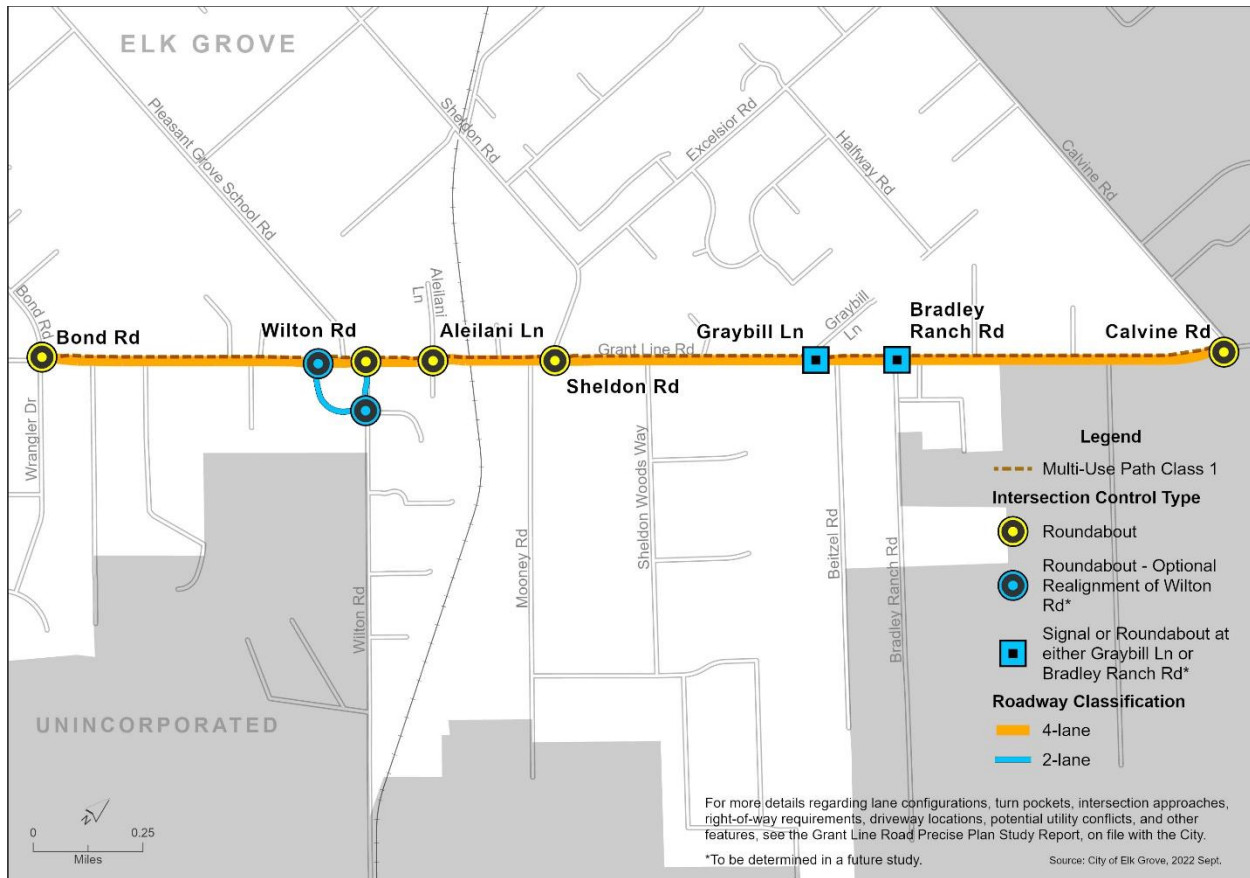 ELK GROVE
Pleasant Grove School Rd
Sheldon Rd
Excelsior Rd
Halfway Rd
Calvine Rd
Bond Rd
Aleilani
Ln
Graybill
Ln
Bond Rd
Wilton Rd
Aleilani Ln
Sheldon Rd
Grant Line Rd
Graybill Ln
Bradley
Ranch Rd
Calvine Rd
Wrangler Dr
Wilton Rd
Mooney Rd
Sheldon Woods Way
Beitzel Rd
Bradley Ranch Rd
UNINCORPORATED
Legend
Multi-Use Path Class 1
Intersection Control Type
Roundabout
Roundabout - Optional
Realignment of Wilton
Rd*
Signal or Roundabout at
either Graybill Ln or
Bradley Ranch Rd*
Roadway Classification
4-lane
2-lane
N
0 0.25
Miles
For more details regarding lane configurations, turn pockets, intersection approaches,
right-of-way requirements, driveway locations, potential utility conflicts, and other
features, see the Grant Line Road Precise Plan Study Report, on file with the City.
*To be determined in a future study.
Source: City of Elk Grove, 2022 Sept.